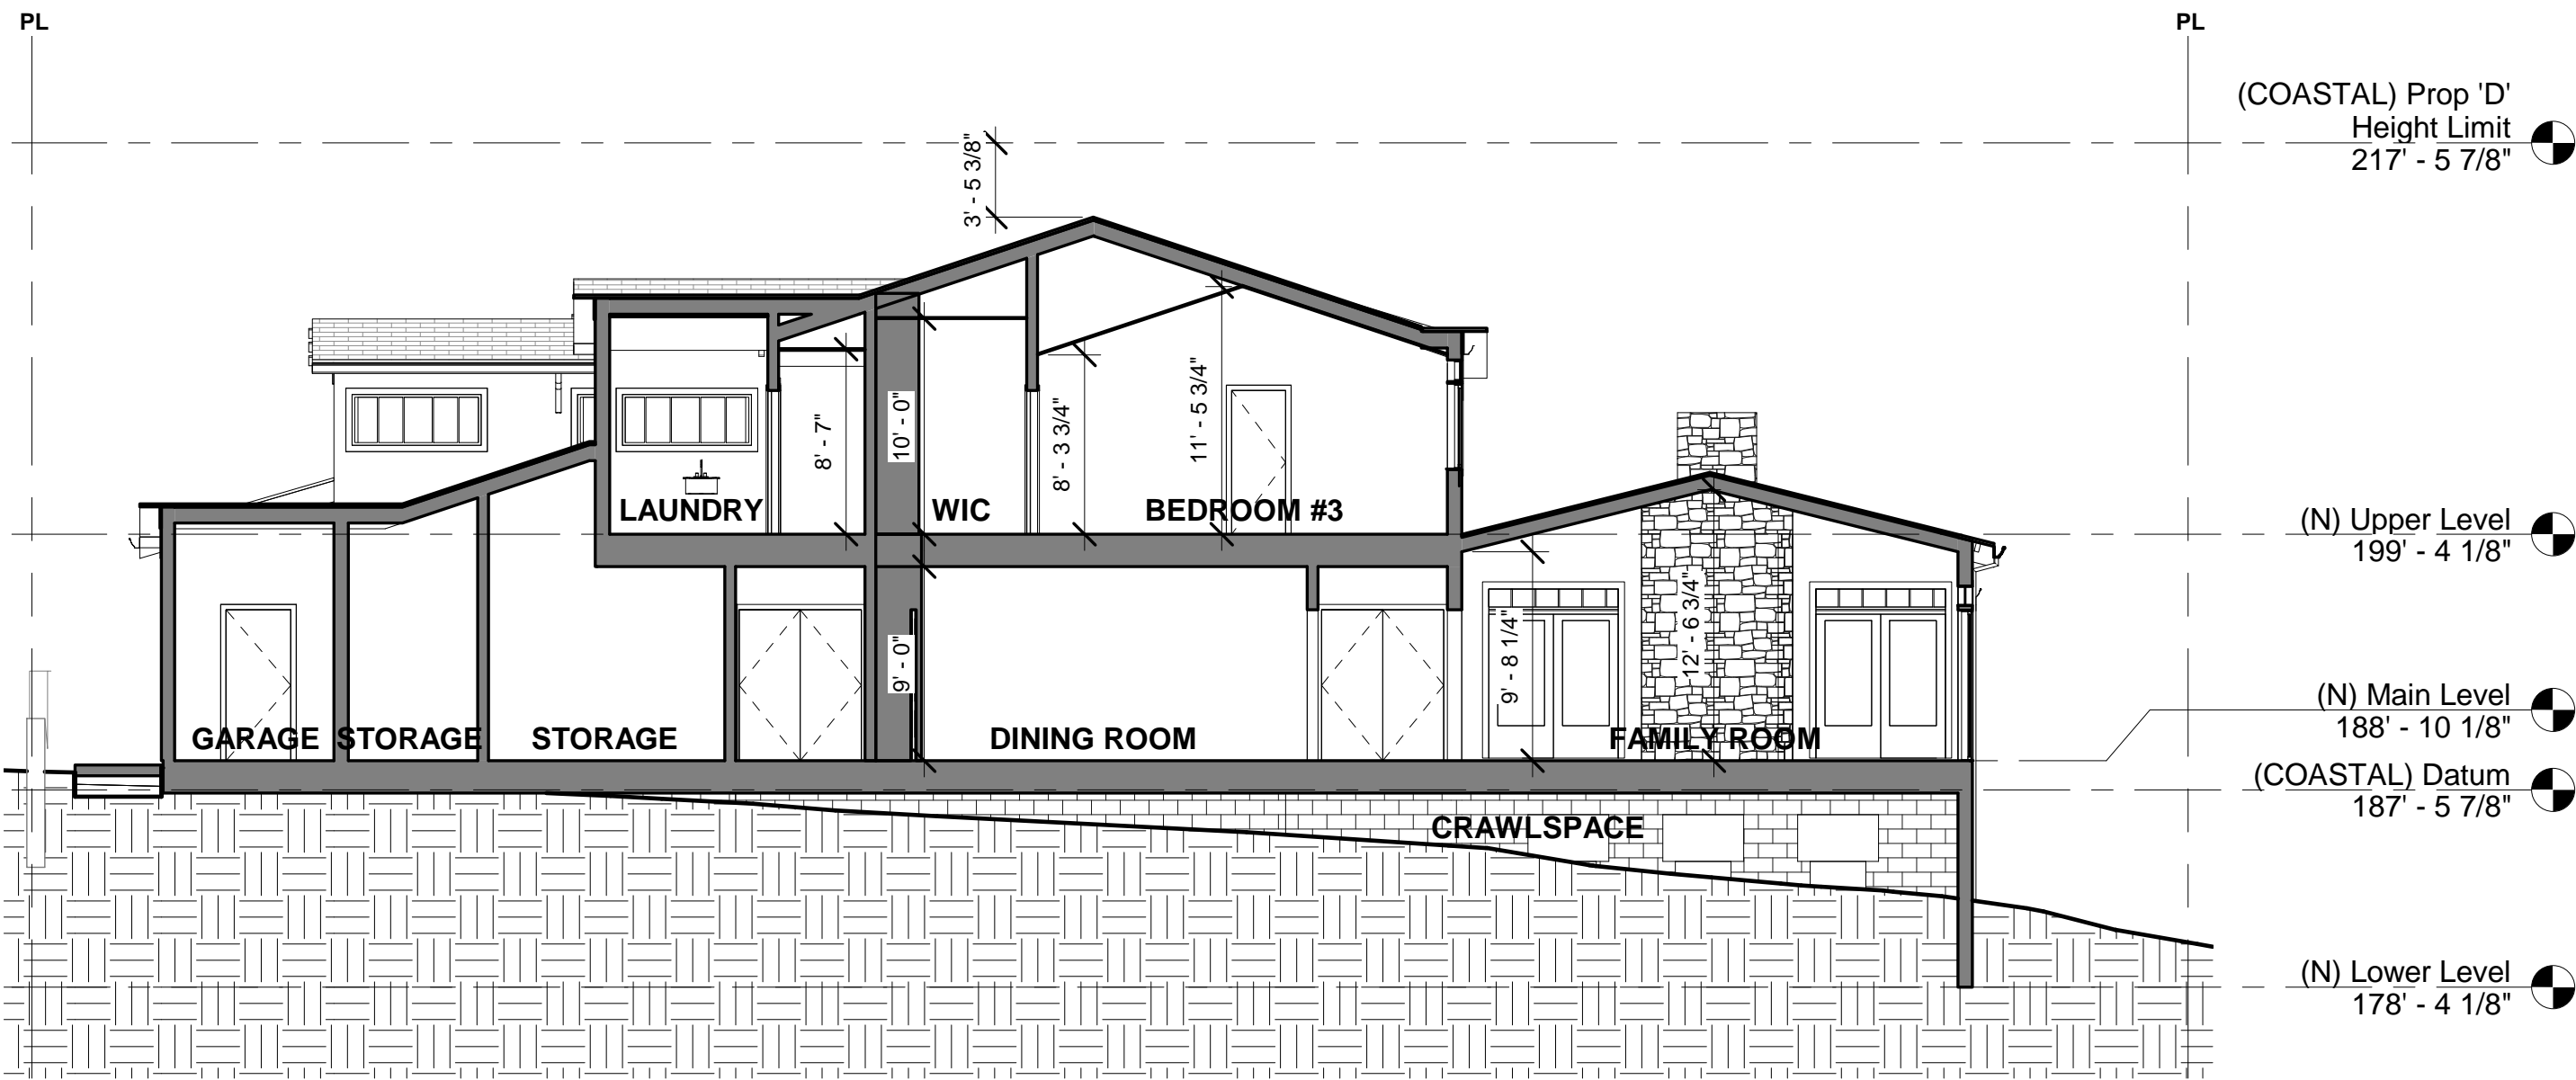 PL
PL
(COASTAL) Prop 'D'
Height Limit
217' - 5 7/8"
3' - 5 3/8"
8' - 7"
10' - 0"
8' - 3 3/4"
11' - 5 3/4"
LAUNDRY
WIC
BEDROOM #3
(N) Upper Level
199' - 4 1/8"
9' - 0"
9' - 8 1/4"
12' - 6 3/4"
(N) Main Level
188' - 10 1/8"
GARAGE
STORAGE
STORAGE
DINING ROOM
FAMILY ROOM
(COASTAL) Datum
187' - 5 7/8"
CRAWLSPACE
(N) Lower Level
178' - 4 1/8"